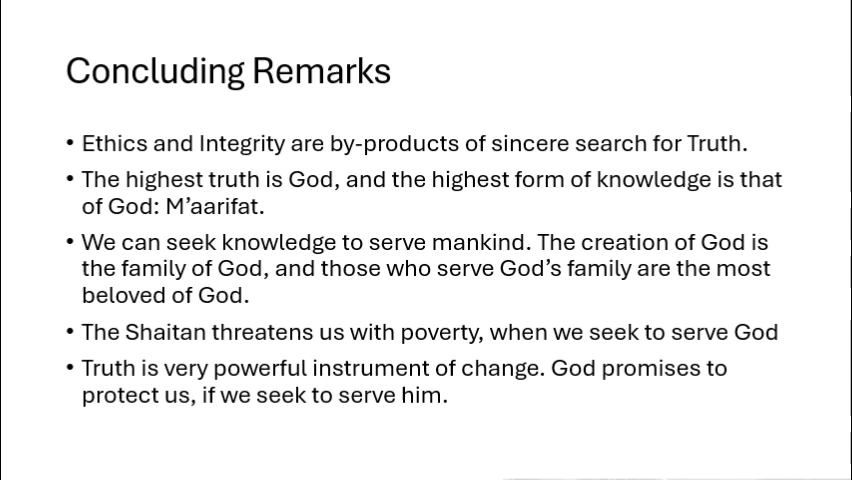 Concluding Remarks
• Ethics and Integrity are by-products of sincere search for Truth.
• The highest truth is God, and the highest form of knowledge is that
of God: M’aarifat.
• We can seek knowledge to serve mankind. The creation of God is
the family of God, and those who serve God’s family are the most
beloved of God.
• The Shaitan threatens us with poverty, when we seek to serve God
• Truth is very powerful instrument of change. God promises to
protect us, if we seek to serve him.